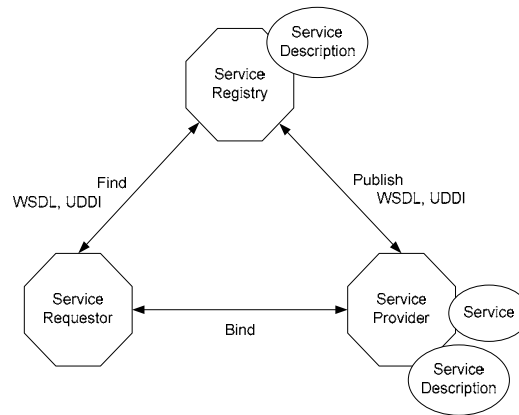 Service
Description
Service
Registry
Find
WSDL, UDDI
Publish
WSDL, UDDI
Service
Requestor
Bind
Service
Provider
Service
Service
Description